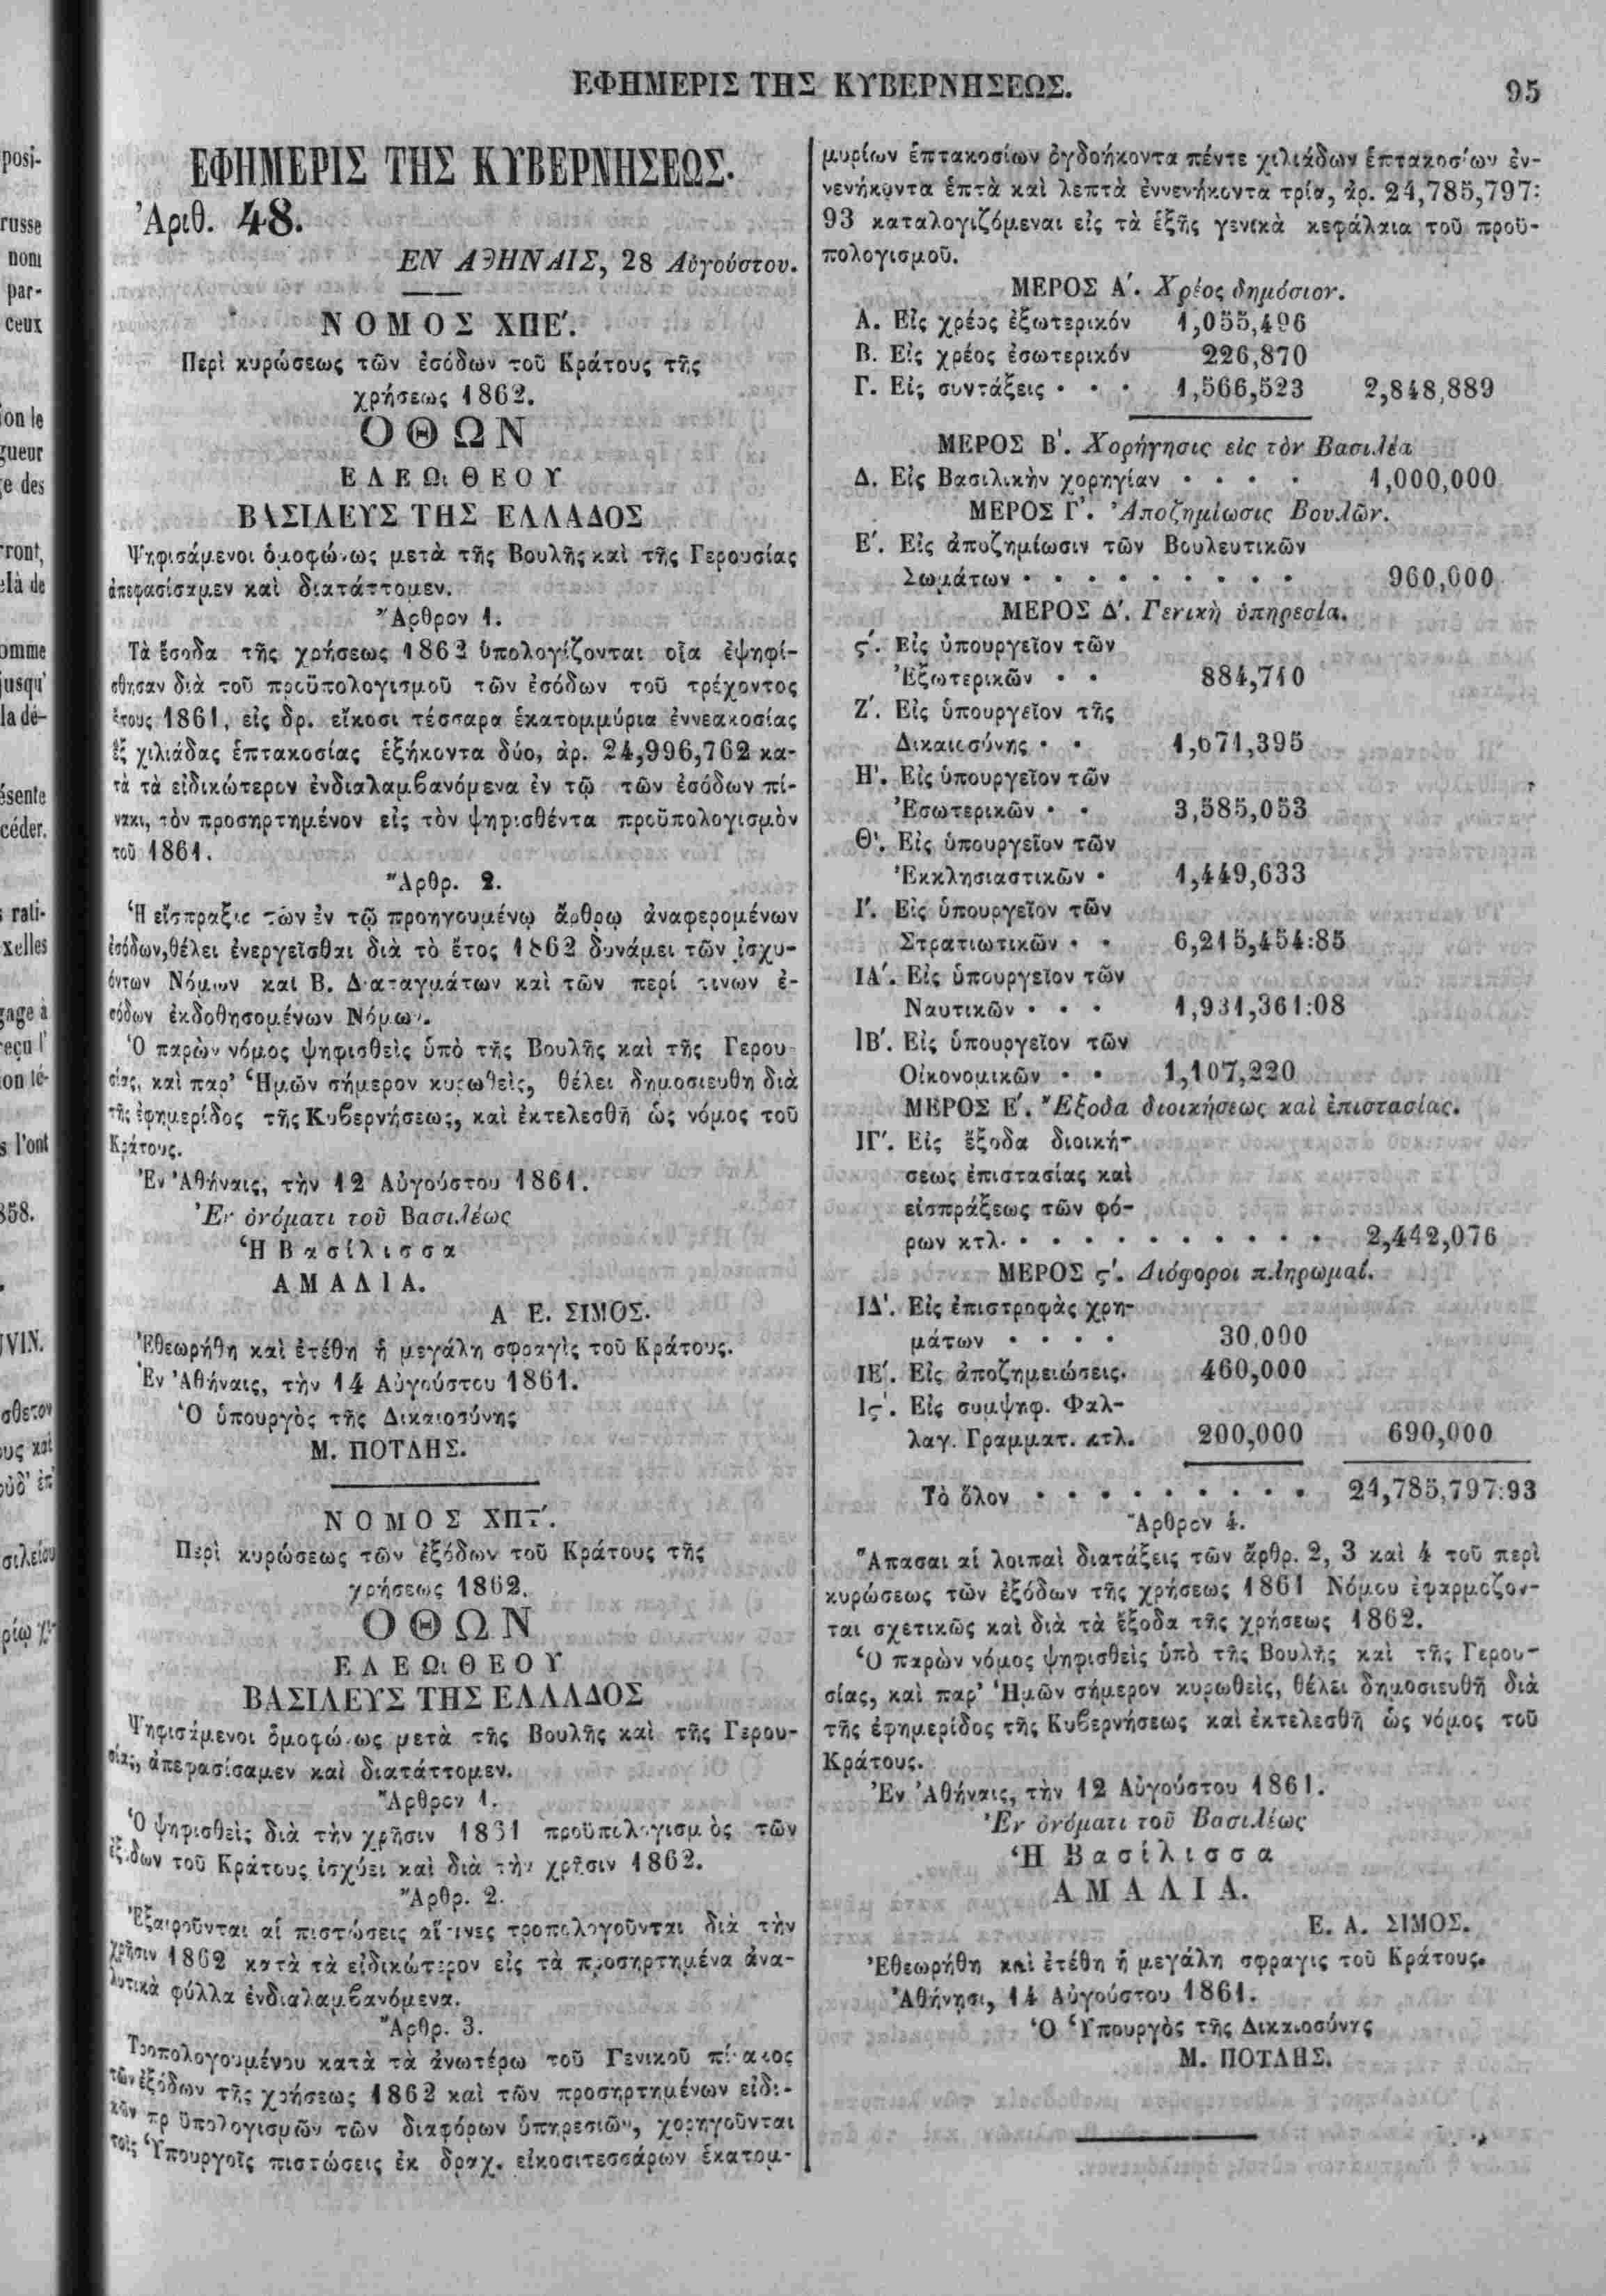 ΕΦΗΜΕΡΙΣ ΤΗΣ ΚΥΒΕΡΝΗΣΕΩΣ.
95
ΕΦΗΜΕΡΙΣ ΤΗΣ ΚΥΒΕΡΝΗΣΕΩΣ.
Ἀριθ. 48.
ΕΝ ΑΘΗΝΑΙΣ, 28 Αὐγούστου.
ΝΟΜΟΣ ΧΠΕ΄.
Περὶ κυρώσεως τῶν ἐσόδων τοῦ Κράτους τῆς
χρήσεως 1862.
ΟΘΩΝ
ΕΛΕΩι ΘΕΟΥ
ΒΑΣΙΛΕΥΣ ΤΗΣ ΕΛΛΑΔΟΣ
Ψηφισάμενοι ὁμοφώνως μετὰ τῆς Βουλῆς καὶ τῆς Γερουσίας
ἀπεφασίσαμεν καὶ διατάττομεν.
Ἄρθρον 1.
Τὰ ἔσοδα τῆς χρήσεως 1862 ὑπολογίζονται οἷα ἐψηφί-
σθησαν διὰ τοῦ προϋπολογισμοῦ τῶν ἐσόδων τοῦ τρέχοντος
ἔτους 1861, εἰς δρ. εἴκοσι τέσσαρα ἑκατομμύρια ἐννεακοσίας
ἓξ χιλιάδας ἑπτακοσίας ἑξήκοντα δύο, ἀρ. 24,996,762 κα-
τὰ τὰ εἰδικώτερον ἐνδιαλαμβανόμενα ἐν τῷ τῶν ἐσόδων πί-
νακι, τὸν προσηρτημένον εἰς τὸν ψηφισθέντα προϋπολογισμὸν
τοῦ 1861.
Ἄρθρ. 2.
Ἡ εἴσπραξις τῶν ἐν τῷ προηγουμένῳ ἄρθρῳ ἀναφερομένων
ἐσόδων, θέλει ἐνεργεῖσθαι διὰ τὸ ἔτος 1862 δυνάμει τῶν ἰσχυ-
όντων Νόμων καὶ Β. Διαταγμάτων καὶ τῶν περί τινων ἐ-
σόδων ἐκδοθησομένων Νόμων.
Ὁ παρὼν νόμος ψηφισθεὶς ὑπὸ τῆς Βουλῆς καὶ τῆς Γερου-
σίας, καὶ παρ' Ἡμῶν σήμερον κυρωθεὶς, θέλει δημοσιευθῆ διὰ
τῆς ἐφημερίδος τῆς Κυβερνήσεως, καὶ ἐκτελεσθῆ ὡς νόμος τοῦ
Κράτους.
Ἐν Ἀθήναις, τὴν 12 Αὐγούστου 1861.
Ἐν ὀνόματι τοῦ Βασιλέως
Ἡ Βασίλισσα
ΑΜΑΛΙΑ.
Α Ε. ΣΙΜΟΣ.
Ἐθεωρήθη καὶ ἐτέθη ἡ μεγάλη σφραγὶς τοῦ Κράτους.
Ἐν Ἀθήναις, τὴν 14 Αὐγούστου 1861.
Ὁ ὑπουργὸς τῆς Δικαιοσύνης
Μ. ΠΟΤΛΗΣ.
ΝΟΜΟΣ ΧΠϚ΄.
Περὶ κυρώσεως τῶν ἐξόδων τοῦ Κράτους τῆς
χρήσεως 1862.
ΟΘΩΝ
ΕΛΕΩι ΘΕΟΥ
ΒΑΣΙΛΕΥΣ ΤΗΣ ΕΛΛΑΔΟΣ
Ψηφισάμενοι ὁμοφώνως μετὰ τῆς Βουλῆς καὶ τῆς Γερου-
σίας, ἀπεφασίσαμεν καὶ διατάττομεν.
Ἄρθρον 1.
Ὁ ψηφισθεὶς διὰ τὴν χρῆσιν 1861 προϋπολογισμὸς τῶν
ἐξόδων τοῦ Κράτους ἰσχύει καὶ διὰ τὴν χρῆσιν 1862.
Ἄρθρ. 2.
Ἐξαιροῦνται αἱ πιστώσεις αἵτινες τροπολογοῦνται διὰ τὴν
χρῆσιν 1862 κατὰ τὰ εἰδικώτερον εἰς τὰ προσηρτημένα ἀνα-
λυτικὰ φύλλα ἐνδιαλαμβανόμενα.
Ἄρθρ. 3.
Τροπολογουμένου κατὰ τὰ ἀνωτέρω τοῦ Γενικοῦ πίνακος
τῶν ἐξόδων τῆς χρήσεως 1862 καὶ τῶν προσηρτημένων εἰδι-
κῶν πρϋπολογισμῶν τῶν διαφόρων ὑπηρεσιῶν, χορηγοῦνται
τοῖς Ὑπουργοῖς πιστώσεις ἐκ δραχ. εἰκοσιτεσσάρων ἑκατομ-
μυρίων ἑπτακοσίων ὀγδοήκοντα πέντε χιλιάδων ἑπτακοσίων ἐν-
νενήκοντα ἑπτὰ καὶ λεπτὰ ἐννενήκοντα τρία, ἀρ. 24,785,797:
93 καταλογιζόμεναι εἰς τὰ ἑξῆς γενικὰ κεφάλαια τοῦ προϋ-
πολογισμοῦ.
ΜΕΡΟΣ Α΄. Χρέος δημόσιον.
Α. Εἰς χρέος ἐξωτερικόν 1,055,496
Β. Εἰς χρέος ἐσωτερικόν 226,870
Γ. Εἰς συντάξεις • • • 1,566,523 2,848,889
ΜΕΡΟΣ Β΄. Χορήγησις εἰς τὸν Βασιλέα
Δ. Εἰς Βασιλικὴν χορηγίαν • • • • 1,000,000
ΜΕΡΟΣ Γ΄. Ἀποζημίωσις Βουλῶν.
Ε΄. Εἰς ἀποζημίωσιν τῶν Βουλευτικῶν
Σωμάτων • • • • • • • • • 960,000
ΜΕΡΟΣ Δ΄. Γενικὴ ὑπηρεσία.
ϛ΄. Εἰς ὑπουργεῖον τῶν
Ἐξωτερικῶν • • 884,710
Ζ΄. Εἰς ὑπουργεῖον τῆς
Δικαιοσύνης • • 1,671,395
Η΄. Εἰς ὑπουργεῖον τῶν
Ἐσωτερικῶν • • 3,585,053
Θ΄. Εἰς ὑπουργεῖον τῶν
Ἐκκλησιαστικῶν • 1,449,633
Ι΄. Εἰς ὑπουργεῖον τῶν
Στρατιωτικῶν • • 6,215,454:85
ΙΑ΄. Εἰς ὑπουργεῖον τῶν
Ναυτικῶν • • • 1,931,361:08
ΙΒ΄. Εἰς ὑπουργεῖον τῶν
Οἰκονομικῶν • • 1,107,220
ΜΕΡΟΣ Ε΄. Ἔξοδα διοικήσεως καὶ ἐπιστασίας.
ΙΓ΄. Εἰς ἔξοδα διοική-
σεως ἐπιστασίας καὶ
εἰσπράξεως τῶν φό-
ρων κτλ. • • • • • • • • • • 2,442,076
ΜΕΡΟΣ ϛ΄. Διάφοροι πληρωμαί.
ΙΔ΄. Εἰς ἐπιστροφὰς χρη-
μάτων • • • • 30,000
ΙΕ΄. Εἰς ἀποζημειώσεις. 460,000
Ιϛ΄. Εἰς συμψηφ. Φαλ-
λαγ. Γραμματ. κτλ. 200,000 690,000
Τὸ ὅλον • • • • • • • • • 24,785,797:93
Ἄρθρον 4.
Ἅπασαι αἱ λοιπαὶ διατάξεις τῶν ἄρθρ. 2, 3 καὶ 4 τοῦ περὶ
κυρώσεως τῶν ἐξόδων τῆς χρήσεως 1861 Νόμου ἐφαρμοζον-
ται σχετικῶς καὶ διὰ τὰ ἔξοδα τῆς χρήσεως 1862.
Ὁ παρὼν νόμος ψηφισθεὶς ὑπὸ τῆς Βουλῆς καὶ τῆς Γερου-
σίας, καὶ παρ' Ἡμῶν σήμερον κυρωθεὶς, θέλει δημοσιευθῆ διὰ
τῆς ἐφημερίδος τῆς Κυβερνήσεως καὶ ἐκτελεσθῆ ὡς νόμος τοῦ
Κράτους.
Ἐν Ἀθήναις, τὴν 12 Αὐγούστου 1861.
Ἐν ὀνόματι τοῦ Βασιλέως
Ἡ Βασίλισσα
ΑΜΑΛΙΑ.
Ε. Α. ΣΙΜΟΣ.
Ἐθεωρήθη καὶ ἐτέθη ἡ μεγάλη σφραγις τοῦ Κράτους.
Ἀθήνησι, 14 Αὐγούστου 1861.
Ὁ Ὑπουργὸς τῆς Δικαιοσύνης
Μ. ΠΟΤΛΗΣ.